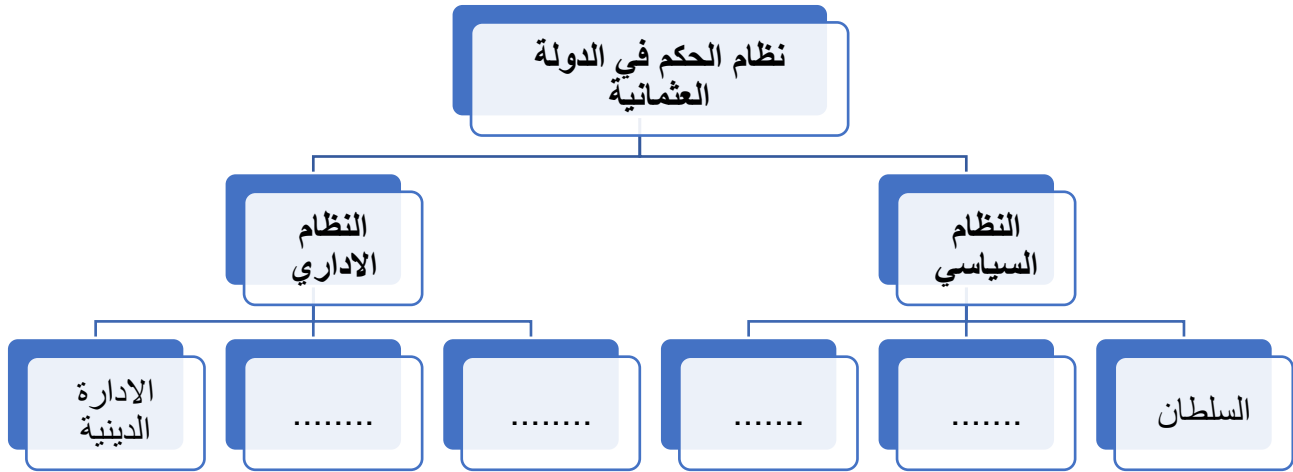 نظام الحكم في الدولة
العثمانية
النظام
السياسي
النظام
الاداري
السلطان
.......
.......
........
........
الادارة
الدينية